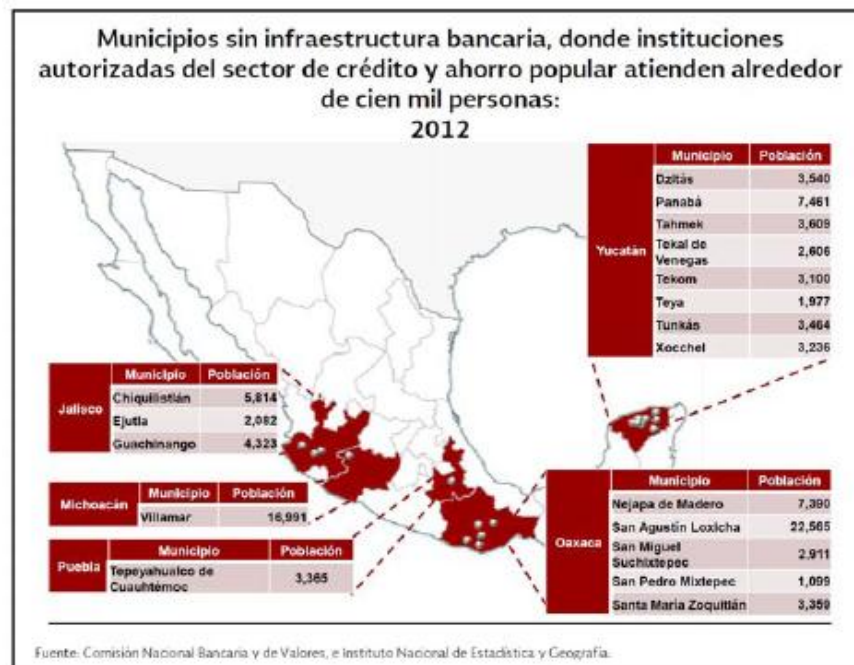 Municipios sin infraestructura bancaria, donde instituciones
autorizadas del sector de crédito y ahorro popular atienden alrededor
de cien mil personas:
2012
Yucatán
Municipio Población
Dzitás 3,540
Panabá 7,461
Tahmek 3,609
Tekal de
Venegas 2,606
Tekom 3,100
Teya 1,977
Tunkás 3,464
Xocchel 3,236
Jalisco
Municipio Población
Chiquilistlán 5,814
Ejutla 2,082
Guachinango 4,323
Michoacán
Municipio Población
Villamar 16,991
Puebla
Municipio Población
Tepeyahualco de
Cuauhtémoc 3,365
Oaxaca
Municipio Población
Nejapa de Madero 7,390
San Agustín Loxicha 22,565
San Miguel
Suchixtepec 2,911
San Pedro Mixtepec 1,099
Santa María Zoquitlán 3,359
Fuente: Comisión Nacional Bancaria y de Valores, e Instituto Nacional de Estadística y Geografía.